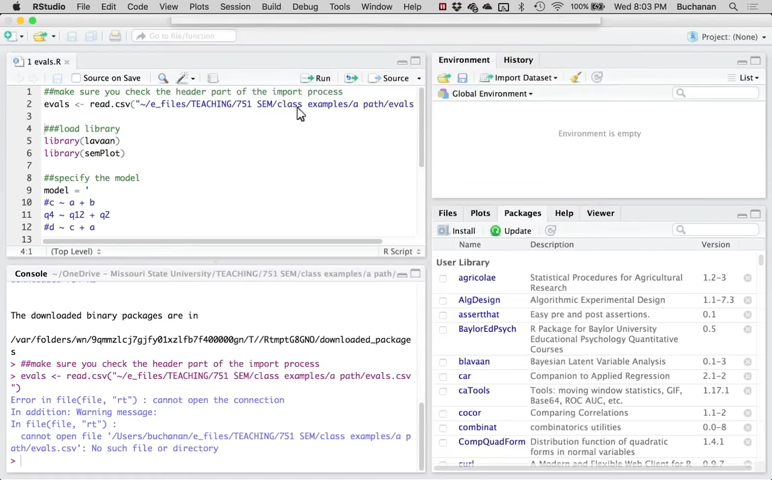 RStudio File Edit Code View Plots Session Build Debug Tools Window Help 100% Wed 8:03 PM Buchanan
Go to file/function
Project: (None)
1 evals.R
Source on Save Run Source
1 ##make sure you check the header part of the import process
2 evals <- read.csv("~/e_files/TEACHING/751 SEM/class examples/a path/evals
3
4 ###load library
5 library(lavaan)
6 library(semPlot)
7
8 ##specify the model
9 model = '
10 #c ~ a + b
11 q4 ~ q12 + q2
12 #d ~ c + a
13
4:1 (Top Level) R Script
Console ~/OneDrive - Missouri State University/TEACHING/751 SEM/class examples/a path/
The downloaded binary packages are in
/var/folders/wn/9qmmzlcj7gjfy01xzlfb7f400000gn/T//RtmptG8GNO/downloaded_package
s
> ##make sure you check the header part of the import process
> evals <- read.csv("~/e_files/TEACHING/751 SEM/class examples/a path/evals.csv
")
Error in file(file, "rt") : cannot open the connection
In addition: Warning message:
In file(file, "rt") :
cannot open file '/Users/buchanan/e_files/TEACHING/751 SEM/class examples/a p
ath/evals.csv': No such file or directory
>
Environment History
Import Dataset List
Global Environment
Environment is empty
Files Plots Packages Help Viewer
Install Update
Name Description Version
User Library
agricolae Statistical Procedures for Agricultural 1.2-3
Research
AlgDesign Algorithmic Experimental Design 1.1-7.3
assertthat Easy pre and post assertions. 0.1
BaylorEdPsych R Package for Baylor University 0.5
Educational Psychology Quantitative
Courses
blavaan Bayesian Latent Variable Analysis 0.1-3
car Companion to Applied Regression 2.1-2
caTools Tools: moving window statistics, GIF, 1.17.1
Base64, ROC AUC, etc.
cocor Comparing Correlations 1.1-2
combinat combinatorics utilities 0.0-8
CompQuadForm Distribution function of quadratic 1.4.1
forms in normal variables
curl A Modern and Flexible Web Client for R 0.9.7